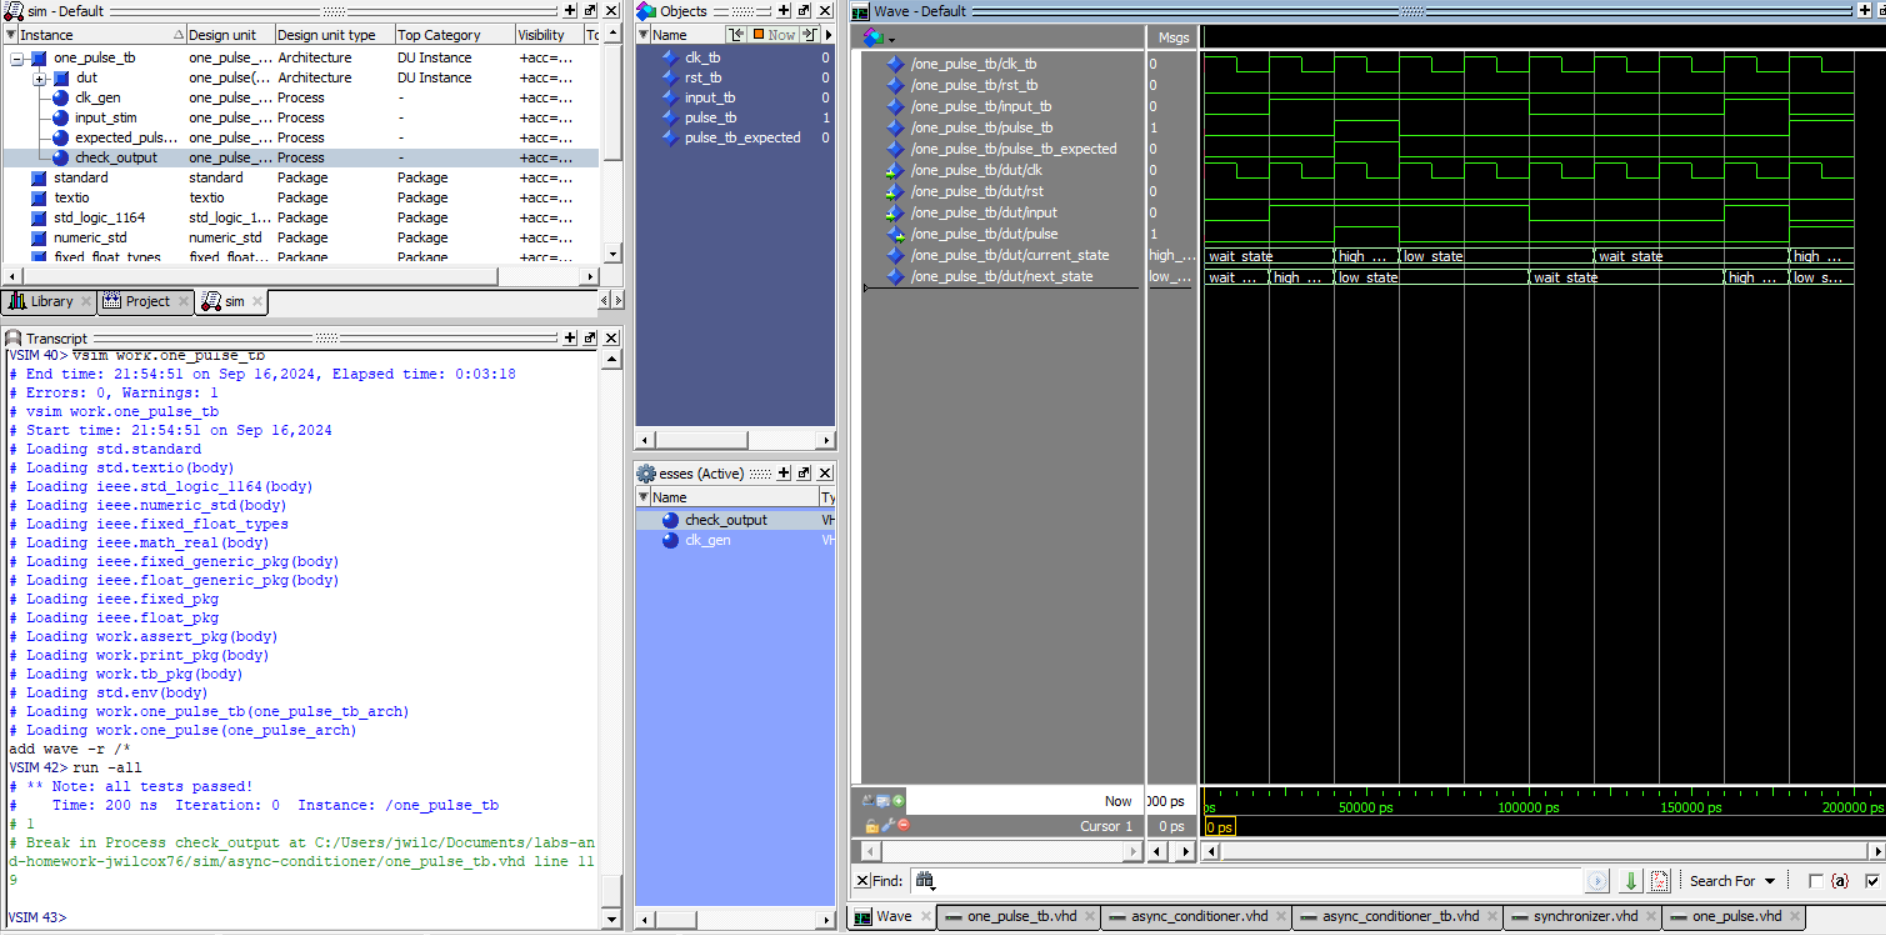 sim - Default
Instance Design unit Design unit type Top Category Visibility Tc
one_pulse_tb one_pulse_... Architecture DU Instance +acc=...
dut one_pulse(... Architecture DU Instance +acc=...
clk_gen one_pulse_... Process - +acc=...
input_stim one_pulse_... Process - +acc=...
expected_puls... one_pulse_... Process - +acc=...
check_output one_pulse_... Process - +acc=...
standard standard Package Package +acc=...
textio textio Package Package +acc=...
std_logic_1164 std_logic_1... Package Package +acc=...
numeric_std numeric_std Package Package +acc=...
fixed_float_types fixed_float... Package Package +acc=...
Library Project sim
Transcript
VSIM 40> vsim work.one_pulse_tb
# End time: 21:54:51 on Sep 16,2024, Elapsed time: 0:03:18
# Errors: 0, Warnings: 1
# vsim work.one_pulse_tb
# Start time: 21:54:51 on Sep 16,2024
# Loading std.standard
# Loading std.textio(body)
# Loading ieee.std_logic_1164(body)
# Loading ieee.numeric_std(body)
# Loading ieee.fixed_float_types
# Loading ieee.math_real(body)
# Loading ieee.fixed_generic_pkg(body)
# Loading ieee.float_generic_pkg(body)
# Loading ieee.fixed_pkg
# Loading ieee.float_pkg
# Loading work.assert_pkg(body)
# Loading work.print_pkg(body)
# Loading work.tb_pkg(body)
# Loading std.env(body)
# Loading work.one_pulse_tb(one_pulse_tb_arch)
# Loading work.one_pulse(one_pulse_arch)
add wave -r /*
VSIM 42> run -all
# ** Note: all tests passed!
#    Time: 200 ns  Iteration: 0  Instance: /one_pulse_tb
# 1
# Break in Process check_output at C:/Users/jwilc/Documents/labs-an
d-homework-jwilcox76/sim/async-conditioner/one_pulse_tb.vhd line 11
9
VSIM 43>
Objects
Name Now
clk_tb 0
rst_tb 0
input_tb 0
pulse_tb 1
pulse_tb_expected 0
esses (Active)
Name Ty
check_output VH
clk_gen VH
Wave - Default
Msgs
/one_pulse_tb/clk_tb 0
/one_pulse_tb/rst_tb 0
/one_pulse_tb/input_tb 0
/one_pulse_tb/pulse_tb 1
/one_pulse_tb/pulse_tb_expected 0
/one_pulse_tb/dut/clk 0
/one_pulse_tb/dut/rst 0
/one_pulse_tb/dut/input 0
/one_pulse_tb/dut/pulse 1
/one_pulse_tb/dut/current_state high_... wait_state high_... low_state wait_state high_...
/one_pulse_tb/dut/next_state low_... wait_... high_... low_state wait_state high_... low_s...
Now 000 ps ps 50000 ps 100000 ps 150000 ps 200000 ps
Cursor 1 0 ps 0 ps
Find: Search For {a}
Wave one_pulse_tb.vhd async_conditioner.vhd async_conditioner_tb.vhd synchronizer.vhd one_pulse.vhd